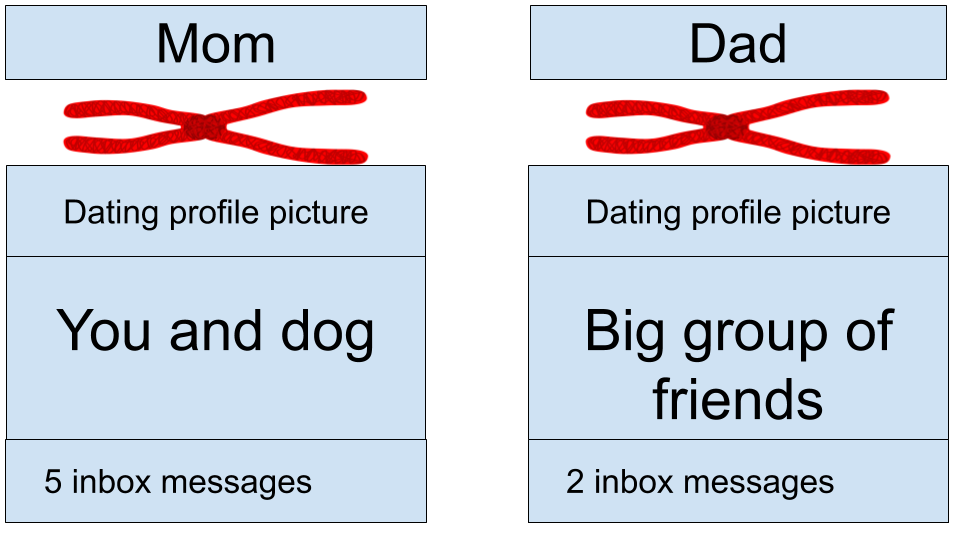 Mom
Dating profile picture
You and dog
5 inbox messages
Dad
Dating profile picture
Big group of
friends
2 inbox messages